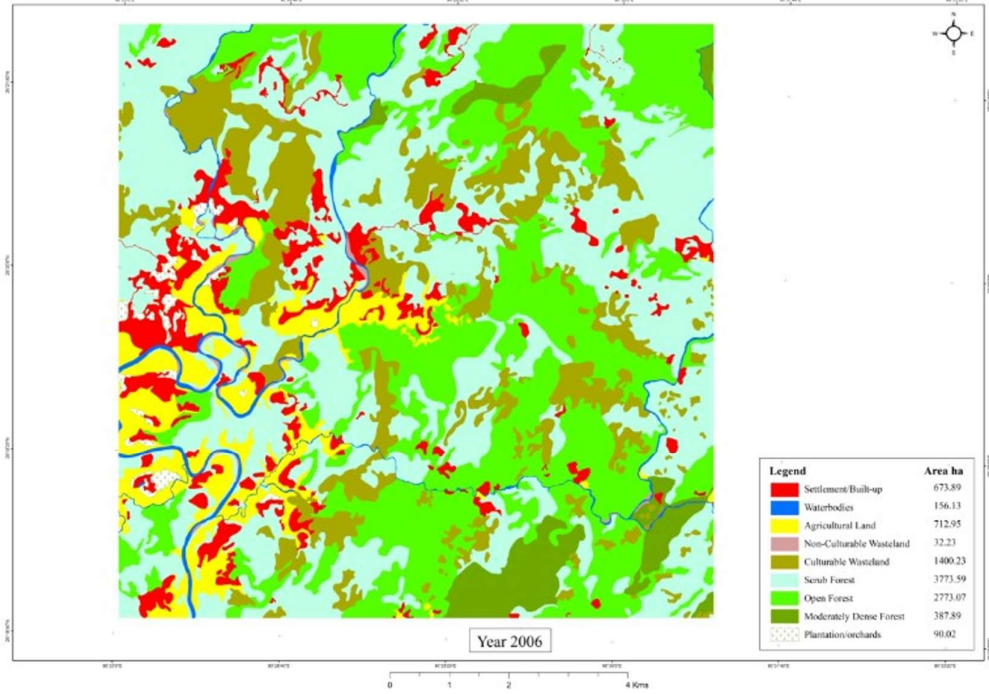 N
W E
S
Legend Area ha
Settlement/Built-up 673.89
Waterbodies 156.13
Agricultural Land 712.95
Non-Culturable Wasteland 32.23
Culturable Wasteland 1400.23
Scrub Forest 3773.59
Open Forest 2773.07
Moderately Dense Forest 387.89
Plantation/orchards 90.02
Year 2006
0 1 2 4 Kms